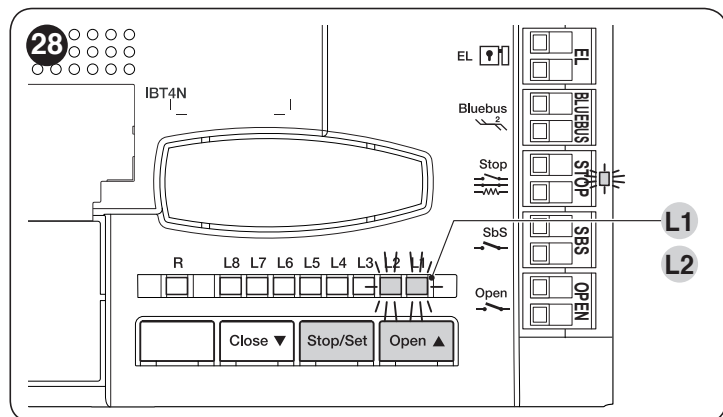 28
IBT4N
EL
EL
Bluebus
2
BLUEBUS
Stop
STOP
L1
L2
SbS
SBS
R L8 L7 L6 L5 L4 L3 L2 L1
Open
OPEN
Close ▼ Stop/Set Open ▲